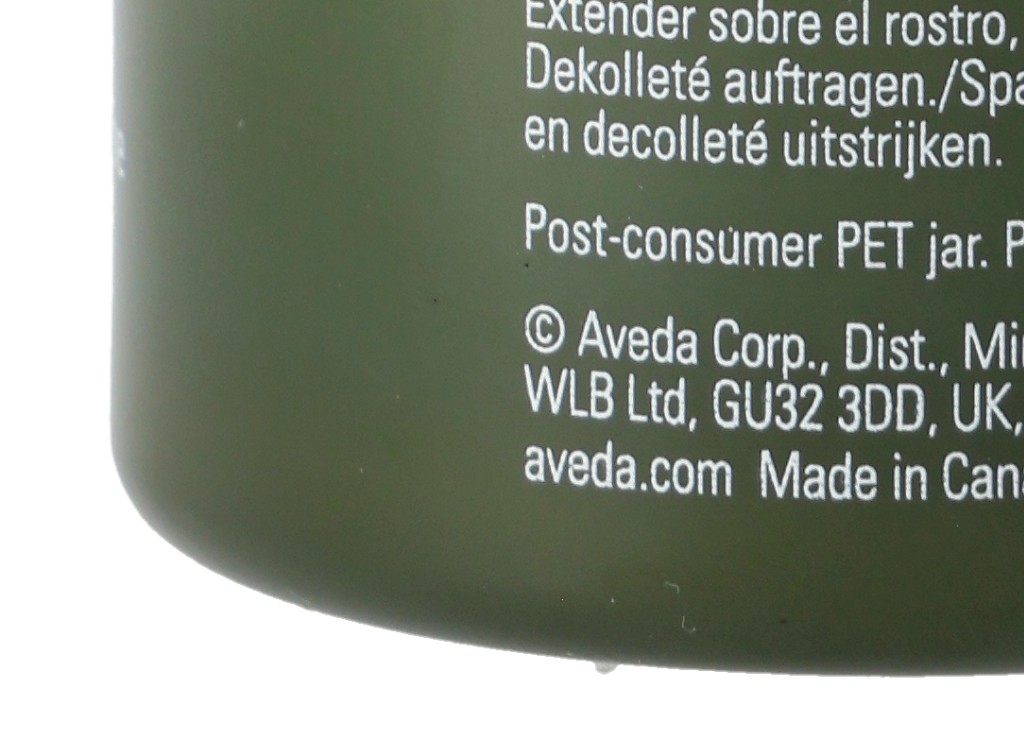 Extender sobre el rostro,
Dekolleté auftragen./Spa
en decolleté uitstrijken.
Post-consumer PET jar. P
© Aveda Corp., Dist., Mi
WLB Ltd, GU32 3DD, UK,
aveda.com Made in Cana